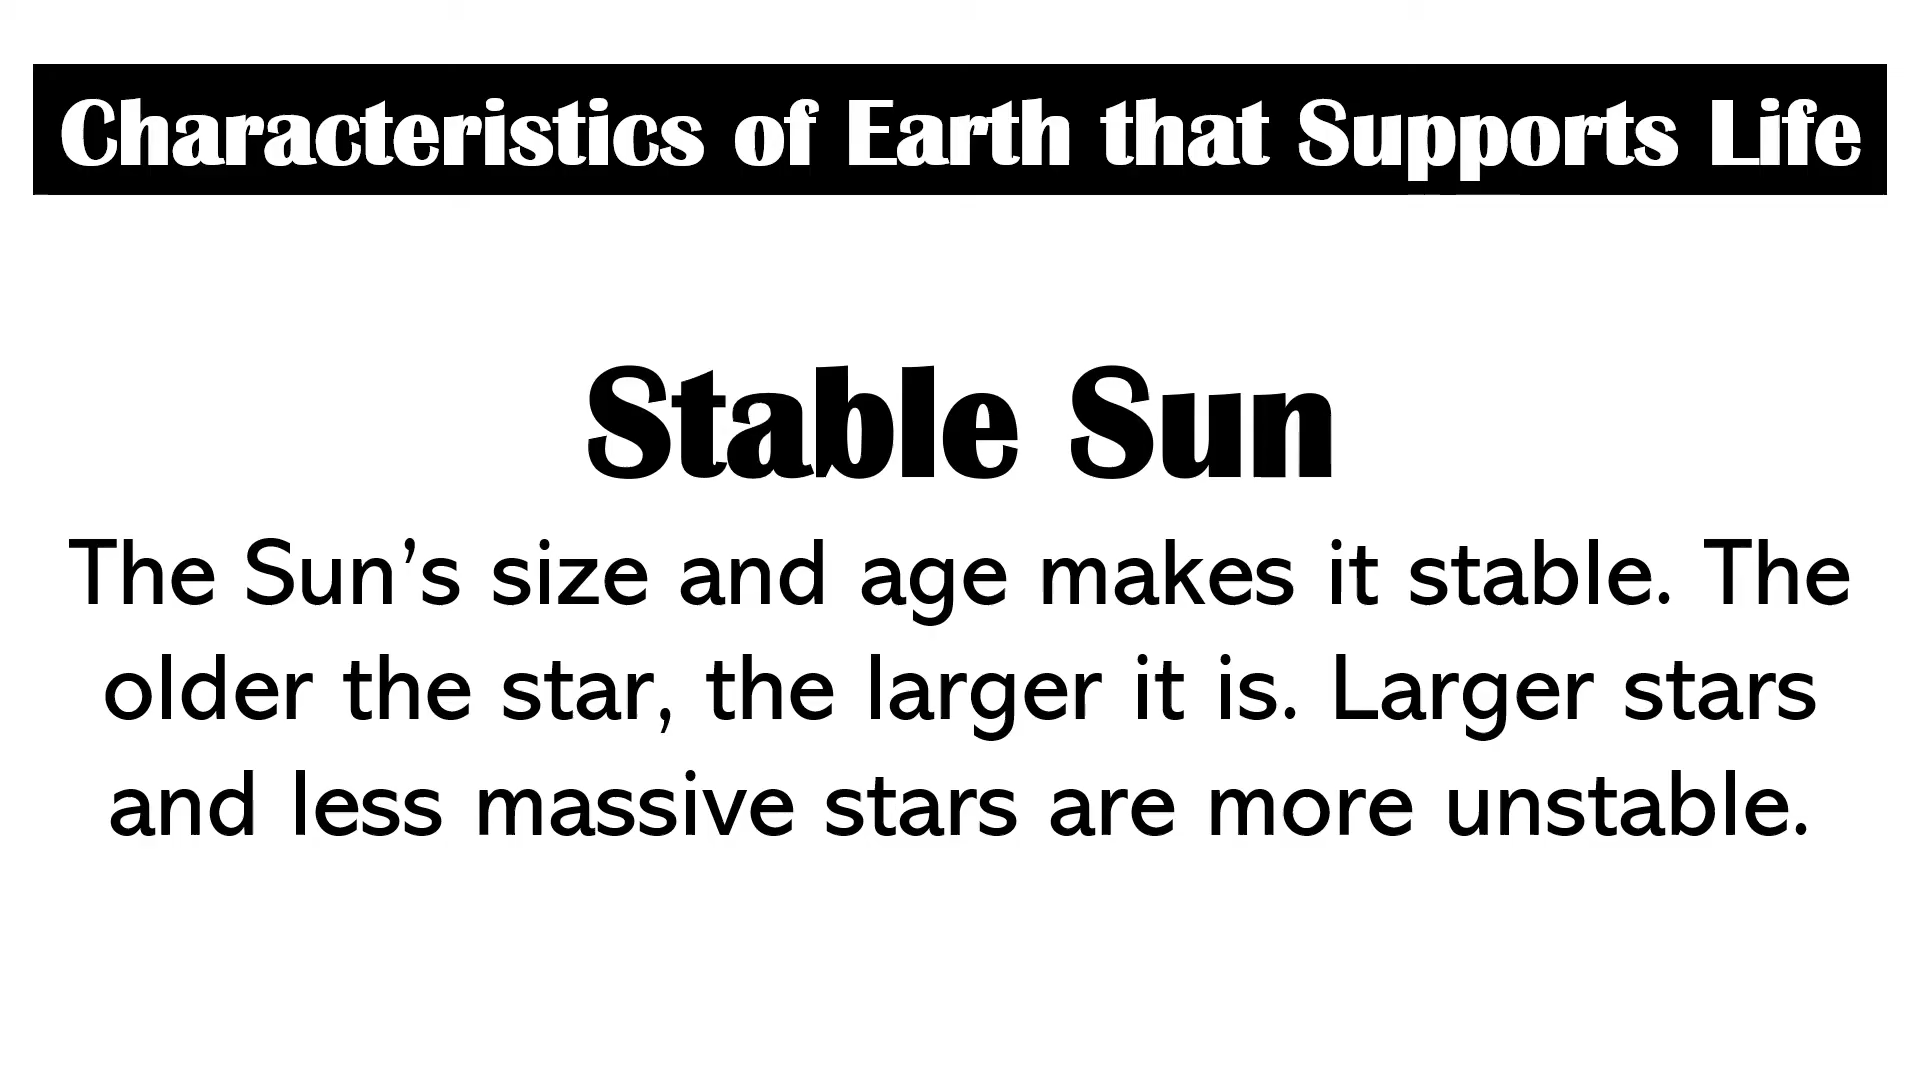 Characteristics of Earth that Supports Life
Stable Sun
The Sun’s size and age makes it stable. The
older the star, the larger it is. Larger stars
and less massive stars are more unstable.